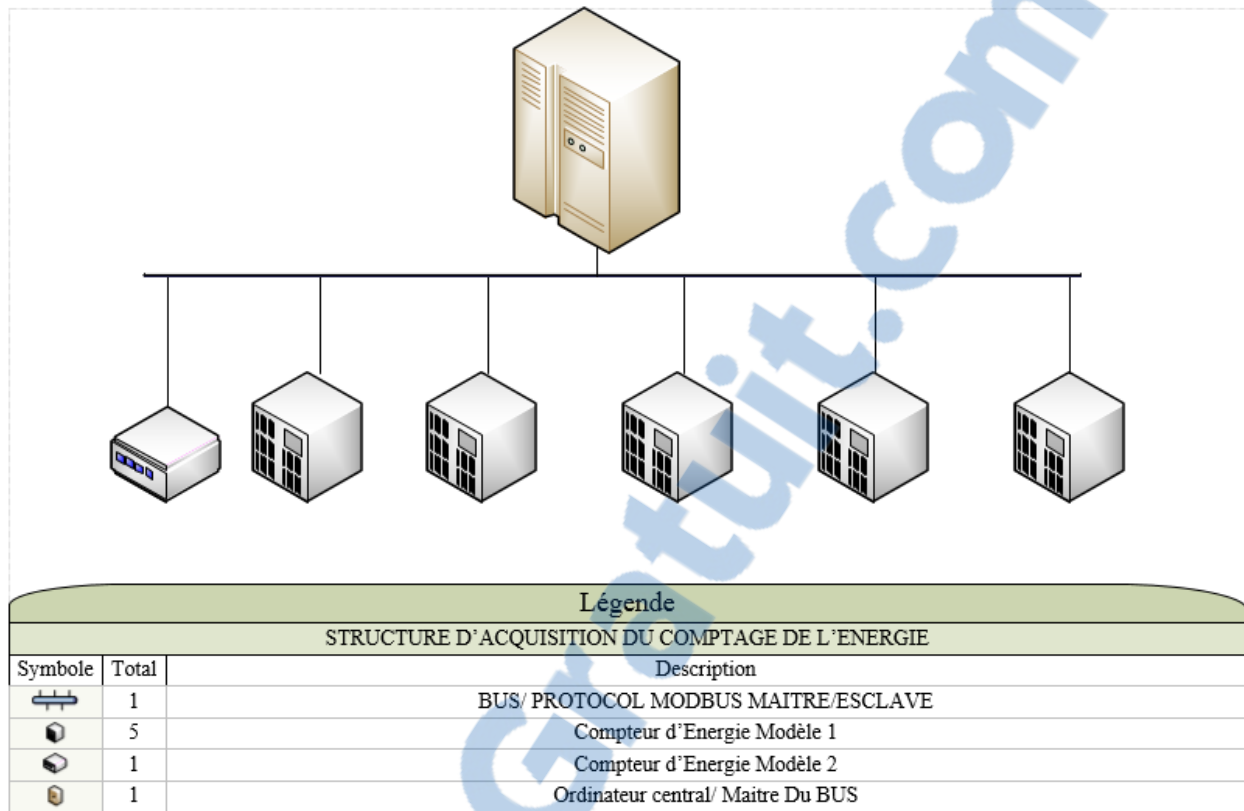 Gratuit.com
Légende
STRUCTURE D'ACQUISITION DU COMPTAGE DE L'ENERGIE
Symbole Total Description
1 BUS/ PROTOCOL MODBUS MAITRE/ESCLAVE
5 Compteur d'Energie Modèle 1
1 Compteur d'Energie Modèle 2
1 Ordinateur central/ Maitre Du BUS